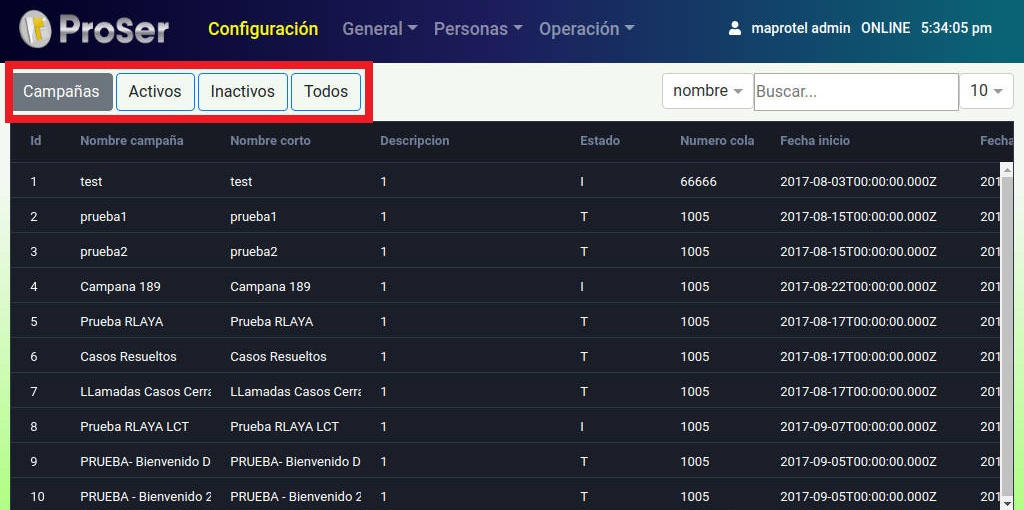 ProSer Configuración General Personas Operación maprotel admin ONLINE 5:34:05 pm
Campañas Activos Inactivos Todos nombre Buscar... 10
Id Nombre campaña Nombre corto Descripcion Estado Numero cola Fecha inicio Fecha
1 test test 1 I 66666 2017-08-03T00:00:00.000Z 201
2 prueba1 prueba1 1 T 1005 2017-08-15T00:00:00.000Z 201
3 prueba2 prueba2 1 T 1005 2017-08-15T00:00:00.000Z 201
4 Campana 189 Campana 189 1 I 1005 2017-08-22T00:00:00.000Z 201
5 Prueba RLAYA Prueba RLAYA 1 T 1005 2017-08-17T00:00:00.000Z 201
6 Casos Resueltos Casos Resueltos 1 T 1005 2017-08-17T00:00:00.000Z 201
7 LLamadas Casos Cerra LLamadas Casos Cerra 1 T 1005 2017-08-17T00:00:00.000Z 201
8 Prueba RLAYA LCT Prueba RLAYA LCT 1 I 1005 2017-09-07T00:00:00.000Z 201
9 PRUEBA- Bienvenido D PRUEBA- Bienvenido D 1 T 1005 2017-09-05T00:00:00.000Z 201
10 PRUEBA - Bienvenido 2 PRUEBA - Bienvenido 2 1 T 1005 2017-09-05T00:00:00.000Z 201